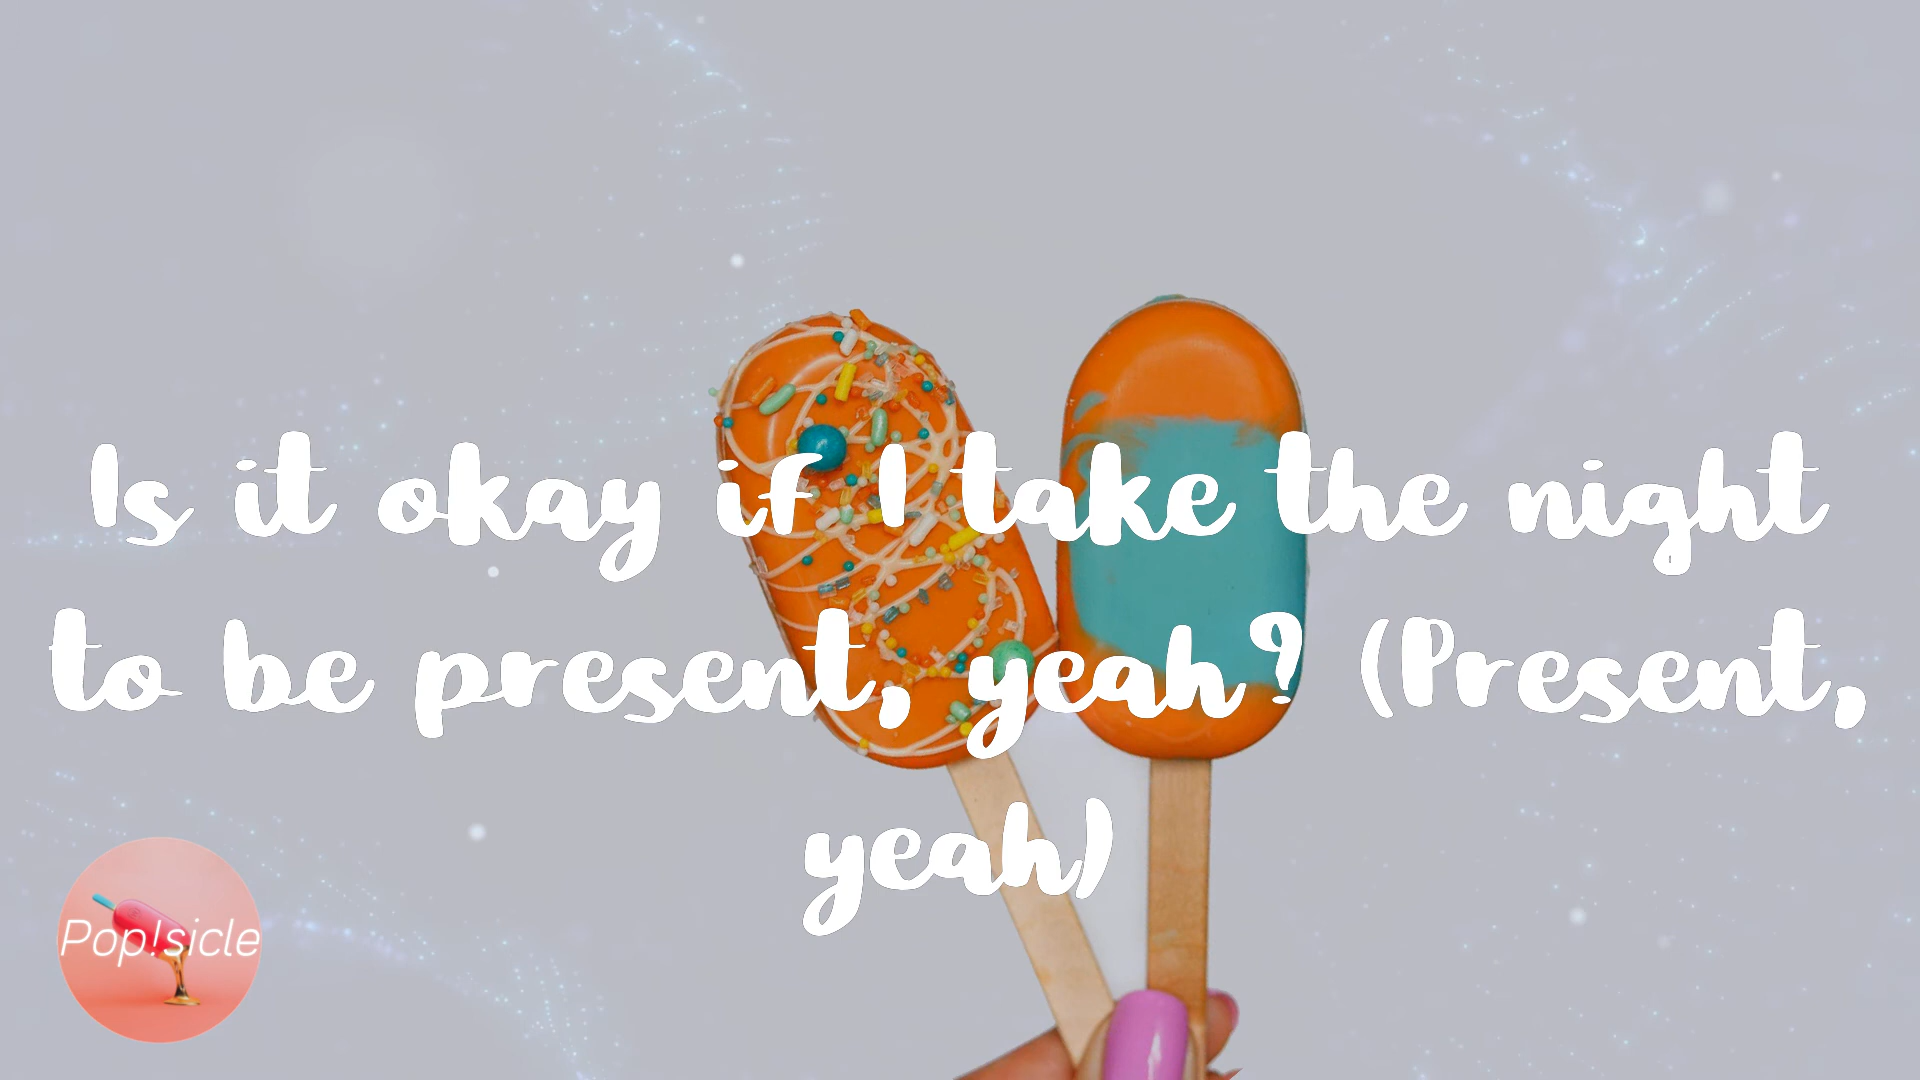 Is it okay if I take the night
to be present, yeah? (Present,
yeah)
Pop!sicle